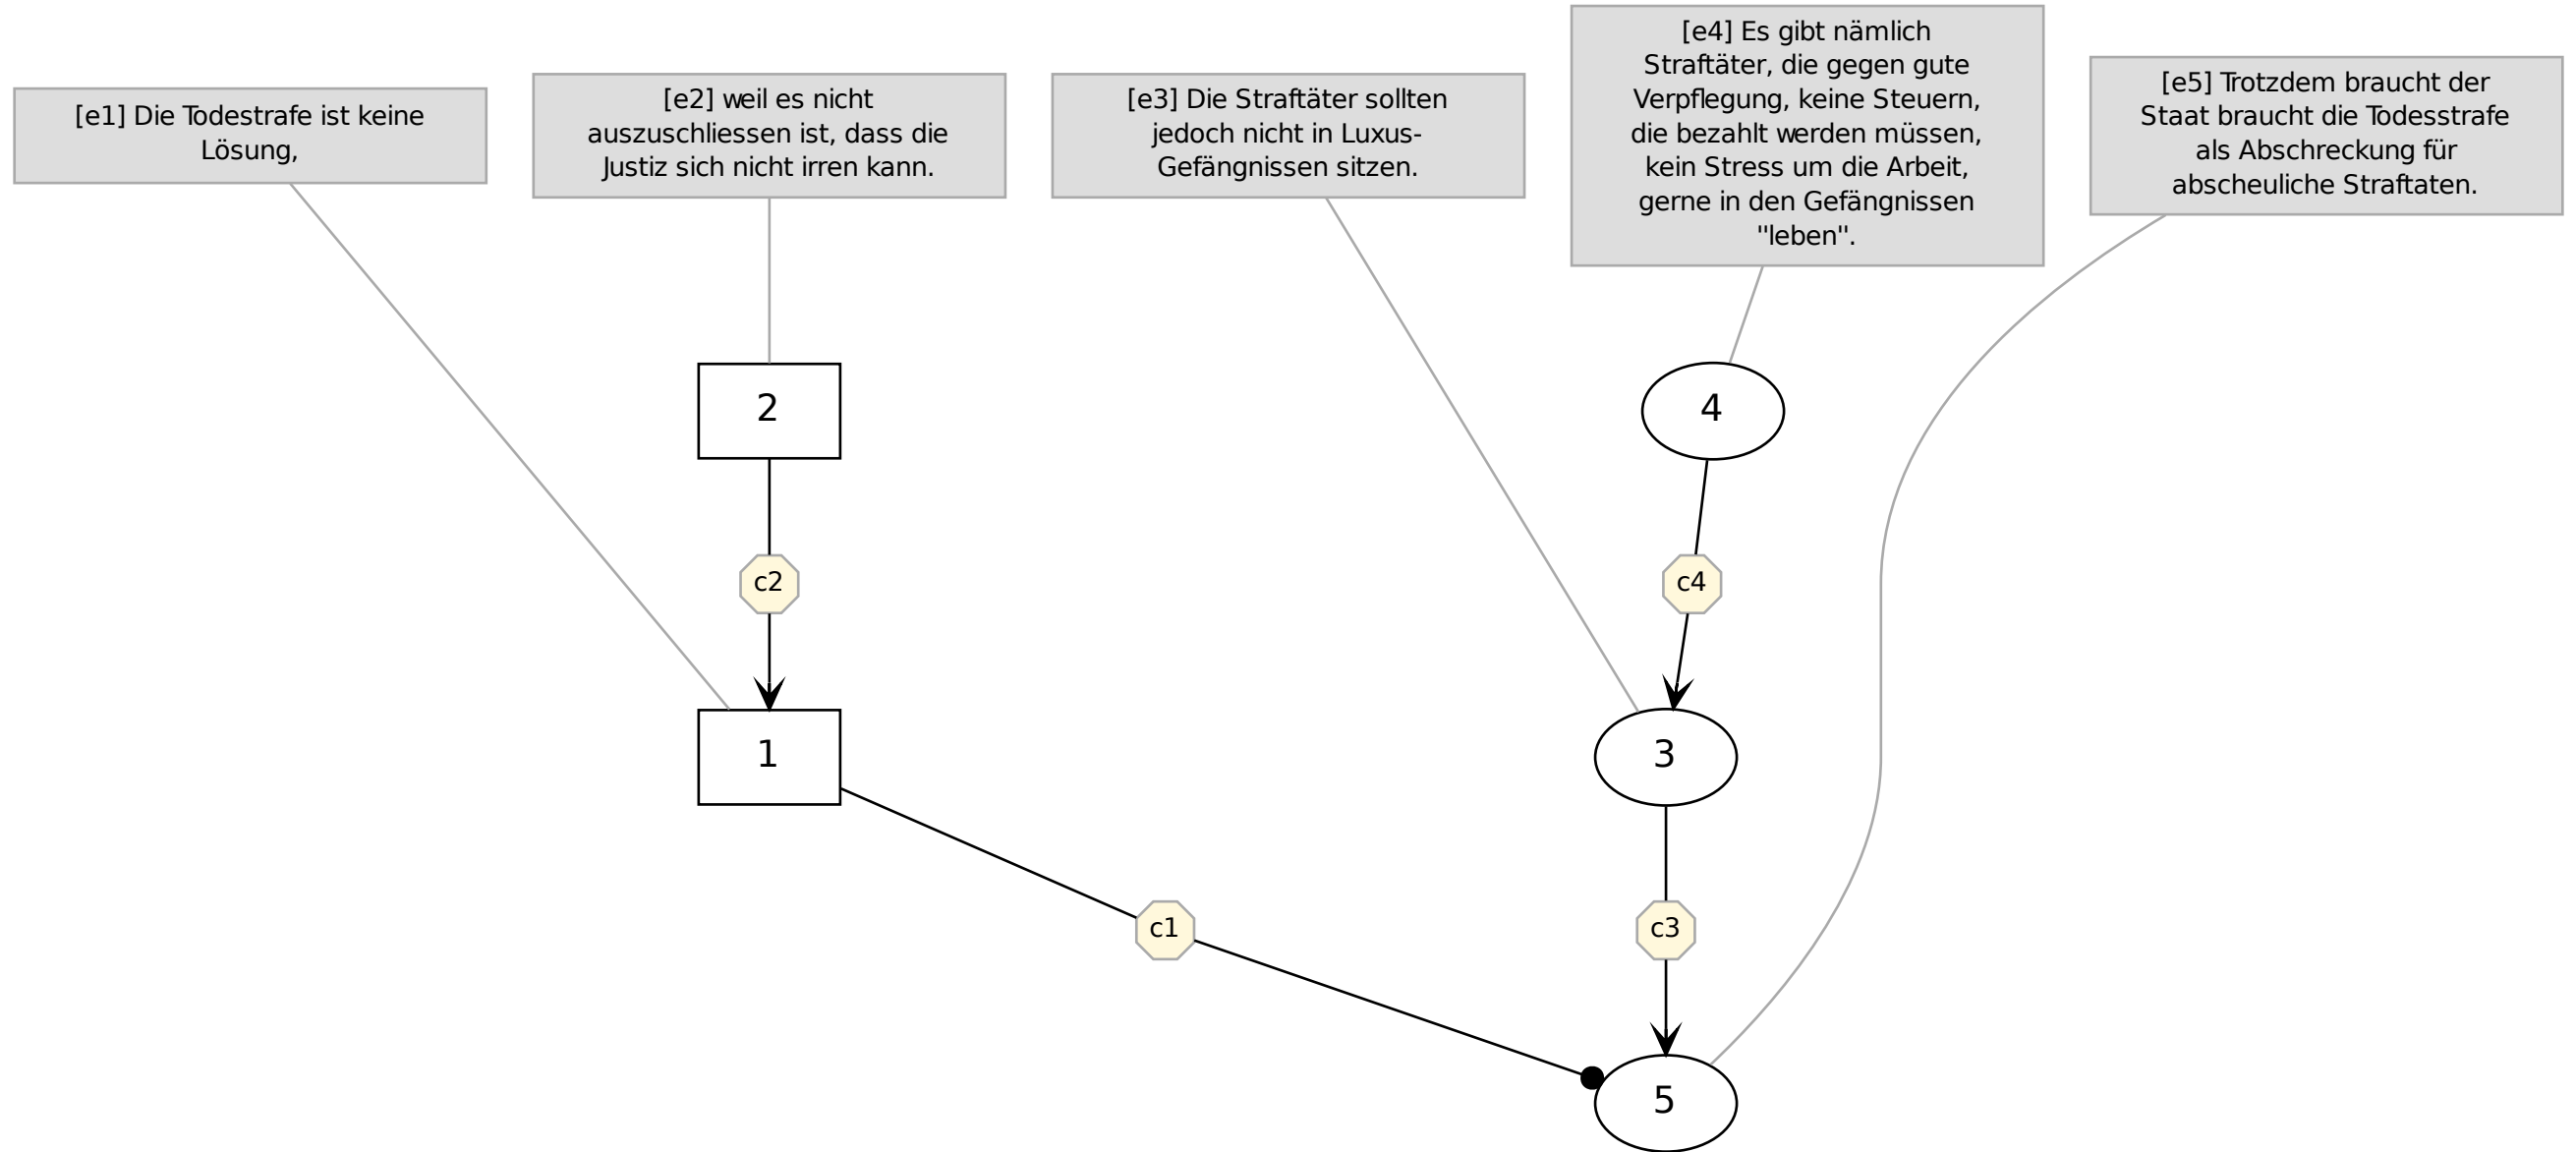 [e1] Die Todestrafe ist keine
Lösung,
[e2] weil es nicht
auszuschliessen ist, dass die
Justiz sich nicht irren kann.
[e3] Die Straftäter sollten
jedoch nicht in Luxus-
Gefängnissen sitzen.
[e4] Es gibt nämlich
Straftäter, die gegen gute
Verpflegung, keine Steuern,
die bezahlt werden müssen,
kein Stress um die Arbeit,
gerne in den Gefängnissen
"leben".
[e5] Trotzdem braucht der
Staat braucht die Todesstrafe
als Abschreckung für
abscheuliche Straftaten.
2
4
c2
c4
1
3
c1
c3
5